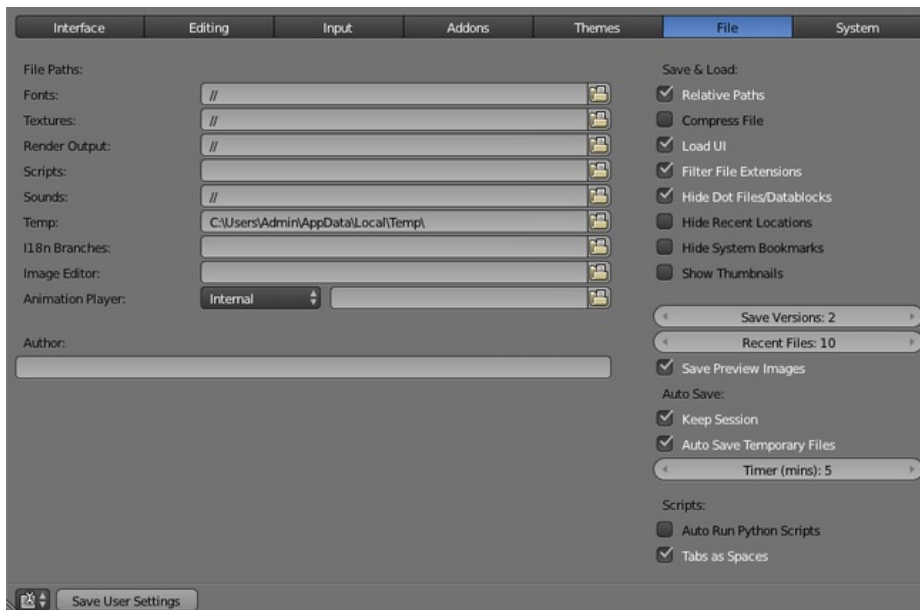 Interface Editing Input Addons Themes File System
File Paths:
Fonts: //
Textures: //
Render Output: //
Scripts:
Sounds: //
Temp: C:\Users\Admin\AppData\Local\Temp\
I18n Branches:
Image Editor:
Animation Player: Internal
Author:
Save & Load:
Relative Paths
Compress File
Load UI
Filter File Extensions
Hide Dot Files/Datablocks
Hide Recent Locations
Hide System Bookmarks
Show Thumbnails
Save Versions: 2
Recent Files: 10
Save Preview Images
Auto Save:
Keep Session
Auto Save Temporary Files
Timer (mins): 5
Scripts:
Auto Run Python Scripts
Tabs as Spaces
Save User Settings